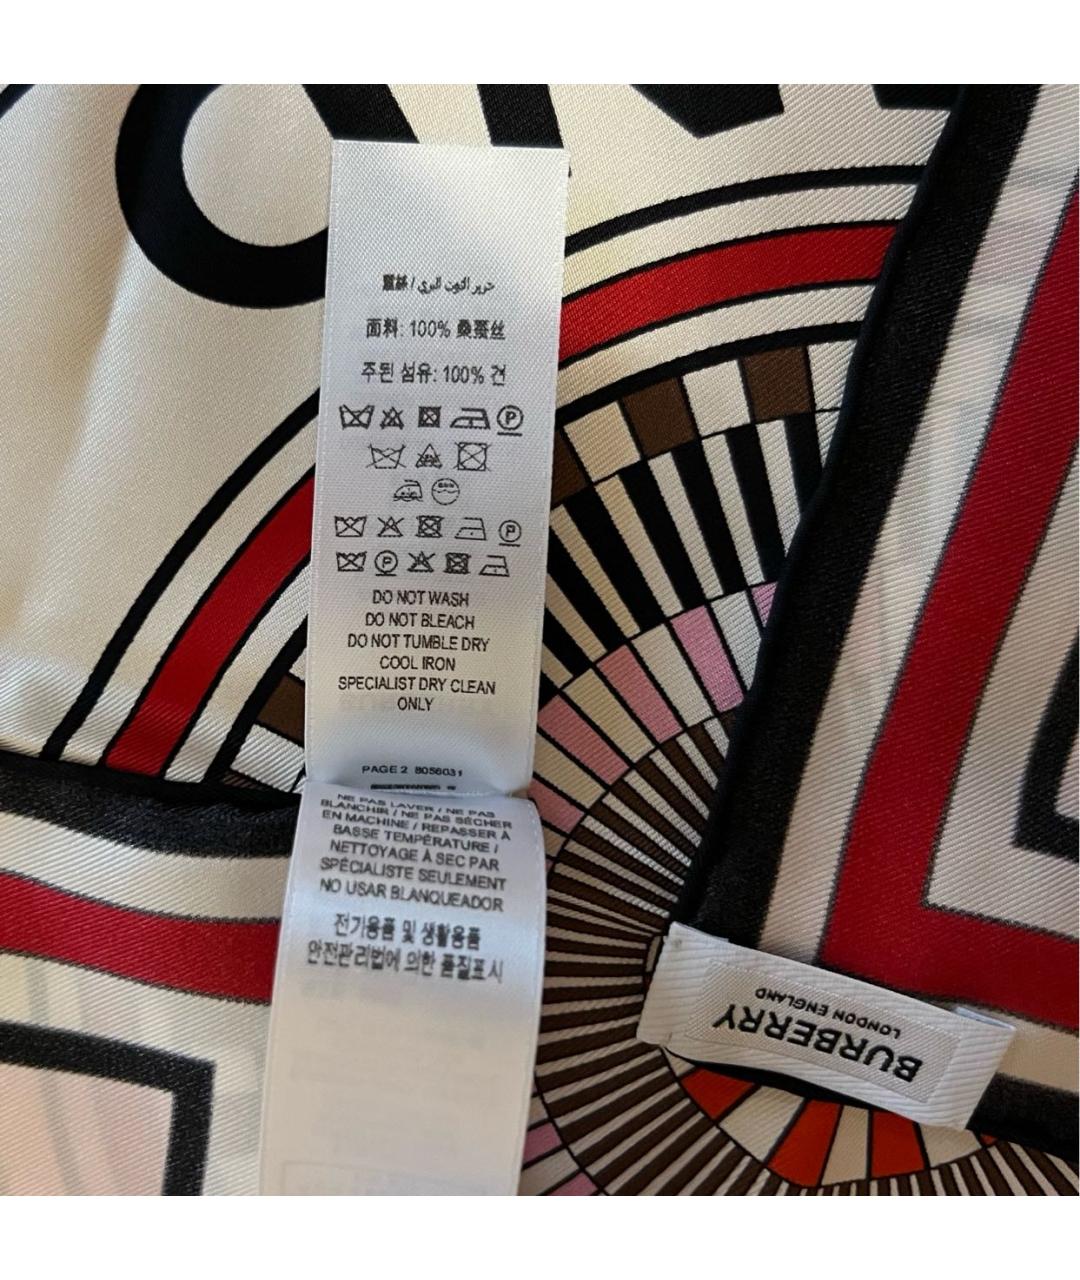 حرير التوت البري / 蠶絲
面料: 100% 桑蚕丝
주된 섬유: 100% 견
DO NOT WASH
DO NOT BLEACH
DO NOT TUMBLE DRY
COOL IRON
SPECIALIST DRY CLEAN
ONLY
PAGE 2 8056031
NE PAS LAVER / NE PAS
BLANCHIR / NE PAS SÉCHER
EN MACHINE / REPASSER À
BASSE TEMPÉRATURE /
NETTOYAGE À SEC PAR
SPÉCIALISTE SEULEMENT
NO USAR BLANQUEADOR
전기용품 및 생활용품
안전관리법에 의한 품질표시
BURBERRY
LONDON ENGLAND